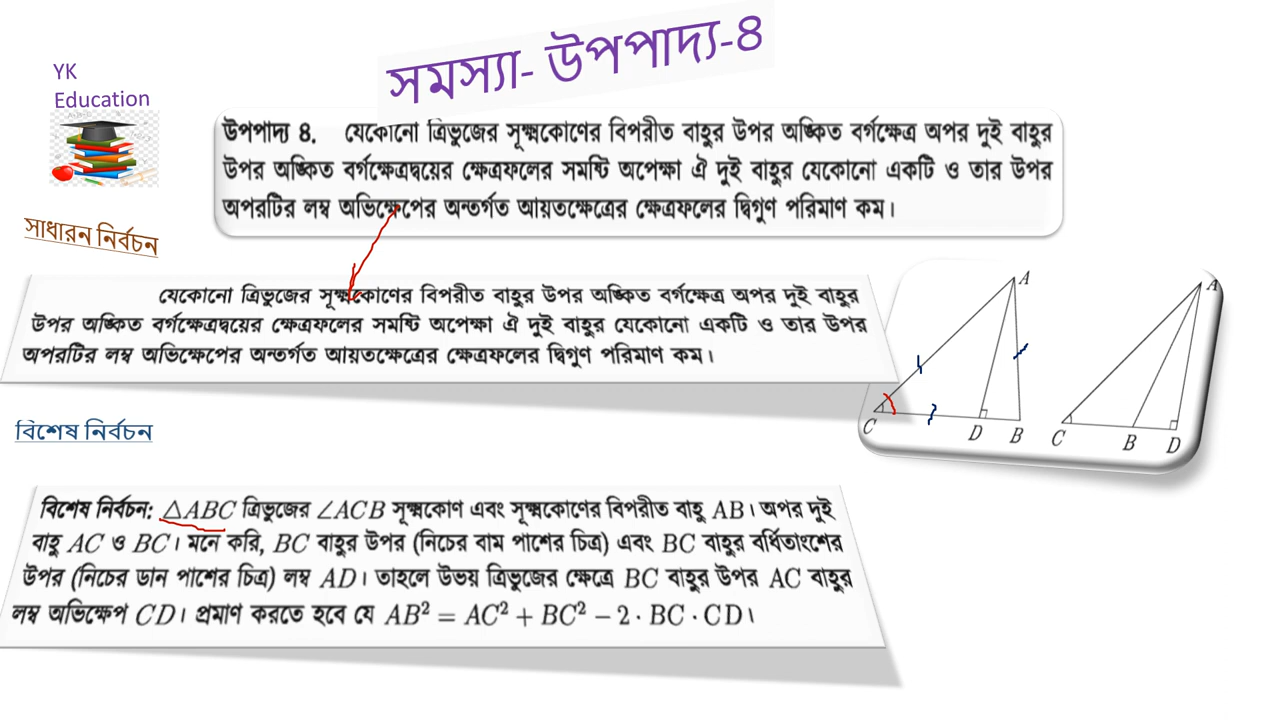 সমস্যা- উপপাদ্য-৪
YK
Education
উপপাদ্য ৪. যেকোনো ত্রিভুজের সূক্ষ্মকোণের বিপরীত বাহুর উপর অঙ্কিত বর্গক্ষেত্র অপর দুই বাহুর
উপর অঙ্কিত বর্গক্ষেত্রদ্বয়ের ক্ষেত্রফলের সমষ্টি অপেক্ষা ঐ দুই বাহুর যেকোনো একটি ও তার উপর
অপরটির লম্ব অভিক্ষেপের অন্তর্গত আয়তক্ষেত্রের ক্ষেত্রফলের দ্বিগুণ পরিমাণ কম।
সাধারন নির্বচন
যেকোনো ত্রিভুজের সূক্ষ্মকোণের বিপরীত বাহুর উপর অঙ্কিত বর্গক্ষেত্র অপর দুই বাহুর
উপর অঙ্কিত বর্গক্ষেত্রদ্বয়ের ক্ষেত্রফলের সমষ্টি অপেক্ষা ঐ দুই বাহুর যেকোনো একটি ও তার উপর
অপরটির লম্ব অভিক্ষেপের অন্তর্গত আয়তক্ষেত্রের ক্ষেত্রফলের দ্বিগুণ পরিমাণ কম।
A A
C D B C B D
বিশেষ নির্বচন
বিশেষ নির্বচন: △ABC ত্রিভুজের ∠ACB সূক্ষ্মকোণ এবং সূক্ষ্মকোণের বিপরীত বাহু AB। অপর দুই
বাহু AC ও BC। মনে করি, BC বাহুর উপর (নিচের বাম পাশের চিত্র) এবং BC বাহুর বর্ধিতাংশের
উপর (নিচের ডান পাশের চিত্র) লম্ব AD। তাহলে উভয় ত্রিভুজের ক্ষেত্রে BC বাহুর উপর AC বাহুর
লম্ব অভিক্ষেপ CD। প্রমাণ করতে হবে যে AB² = AC² + BC² − 2 · BC · CD।